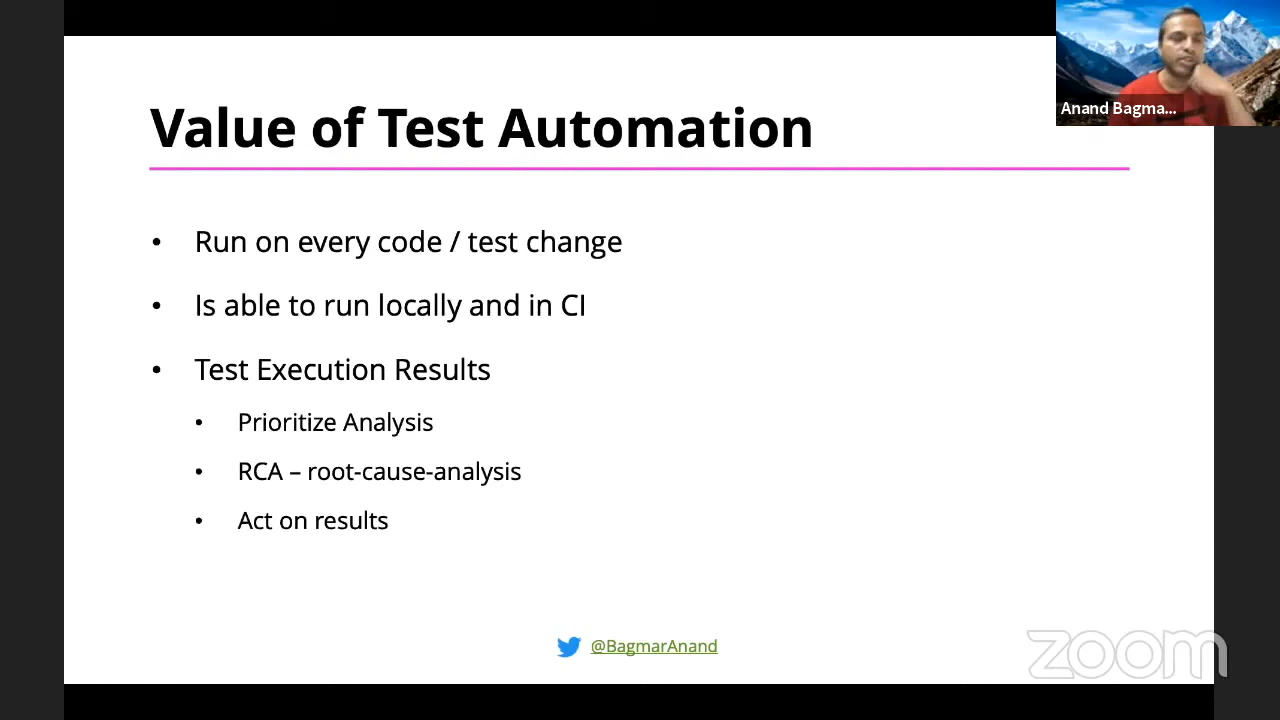 Anand Bagma...
Value of Test Automation
• Run on every code / test change
• Is able to run locally and in CI
• Test Execution Results
• Prioritize Analysis
• RCA – root-cause-analysis
• Act on results
@BagmarAnand
zoom